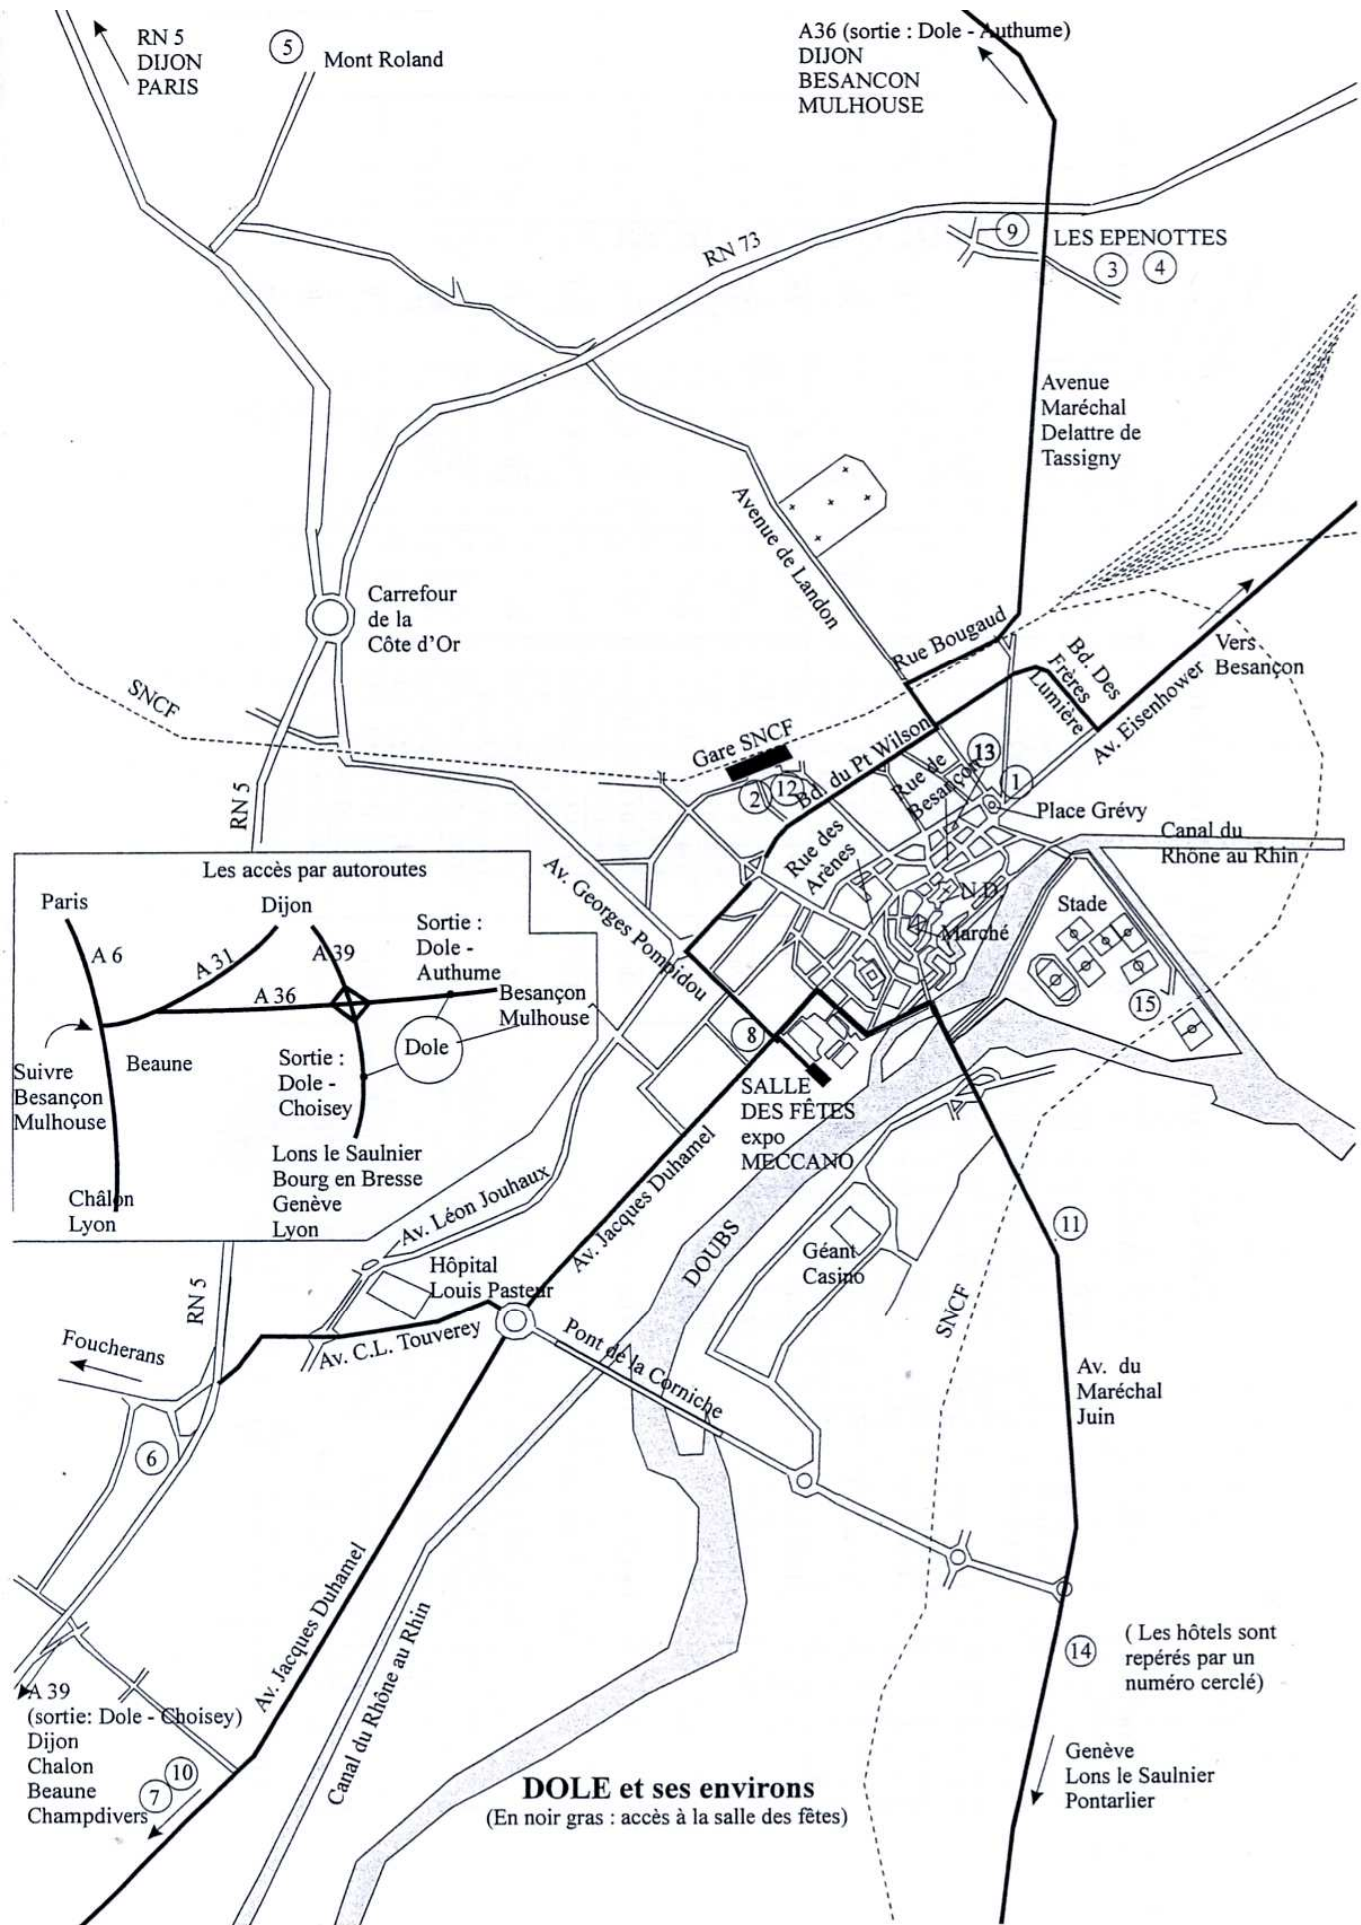 RN 5
DIJON
PARIS
5
Mont Roland
A36 (sortie : Dole - Authume)
DIJON
BESANCON
MULHOUSE
RN 73
9
LES EPENOTTES
3
4
Avenue
Maréchal
Delattre de
Tassigny
Avenue de Landon
Carrefour
de la
Côte d'Or
Rue Bougaud
Bd. Des
Frères
Lumière
Vers
Besançon
Av. Eisenhower
SNCF
Gare SNCF
Bd. du Pt Wilson
Rue de
Besançon
13
1
2
12
Place Grévy
RN 5
Canal du
Rhône au Rhin
Rue des
Arènes
Av. Georges Pompidou
N.D.
Marché
Stade
15
Les accès par autoroutes
Paris
Dijon
Sortie :
Dole -
Authume
A 6
A 31
A 39
A 36
Besançon
Mulhouse
Dole
Beaune
Suivre
Besançon
Mulhouse
Sortie :
Dole -
Choisey
Lons le Saulnier
Bourg en Bresse
Genève
Lyon
Châlon
Lyon
8
SALLE
DES FÊTES
expo
MECCANO
Av. Léon Jouhaux
Av. Jacques Duhamel
DOUBS
Géant
Casino
11
SNCF
Hôpital
Louis Pasteur
RN 5
Foucherans
Av. C.L. Touverey
Pont de la Corniche
Av. du
Maréchal
Juin
6
Av. Jacques Duhamel
Canal du Rhône au Rhin
14
( Les hôtels sont
repérés par un
numéro cerclé)
A 39
(sortie: Dole - Choisey)
Dijon
Chalon
Beaune
Champdivers
7
10
Genève
Lons le Saulnier
Pontarlier
DOLE et ses environs
(En noir gras : accès à la salle des fêtes)